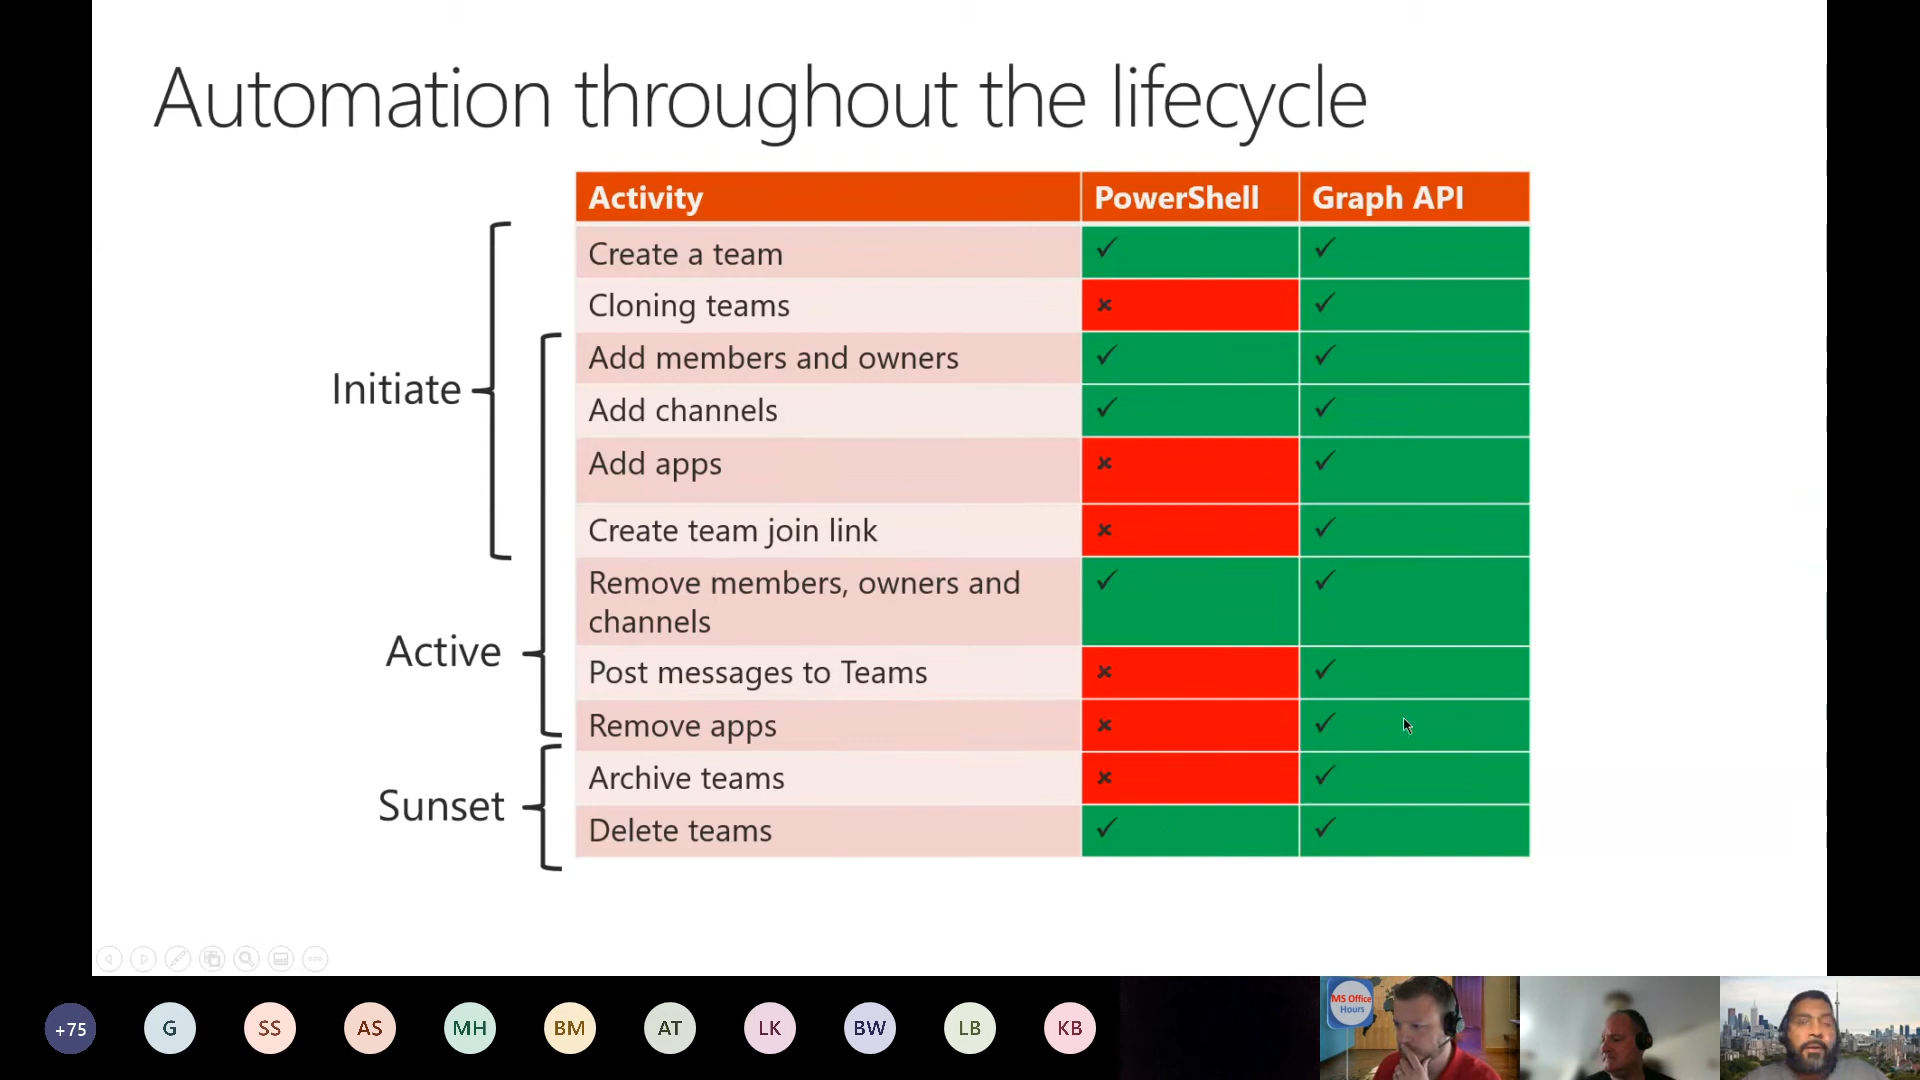 Automation throughout the lifecycle
Activity PowerShell Graph API
Create a team ✓ ✓
Cloning teams × ✓
Add members and owners ✓ ✓
Add channels ✓ ✓
Add apps × ✓
Create team join link × ✓
Remove members, owners and
channels ✓ ✓
Post messages to Teams × ✓
Remove apps × ✓
Archive teams × ✓
Delete teams ✓ ✓
Initiate
Active
Sunset
+75 G SS AS MH BM AT LK BW LB KB
MS Office
Hours